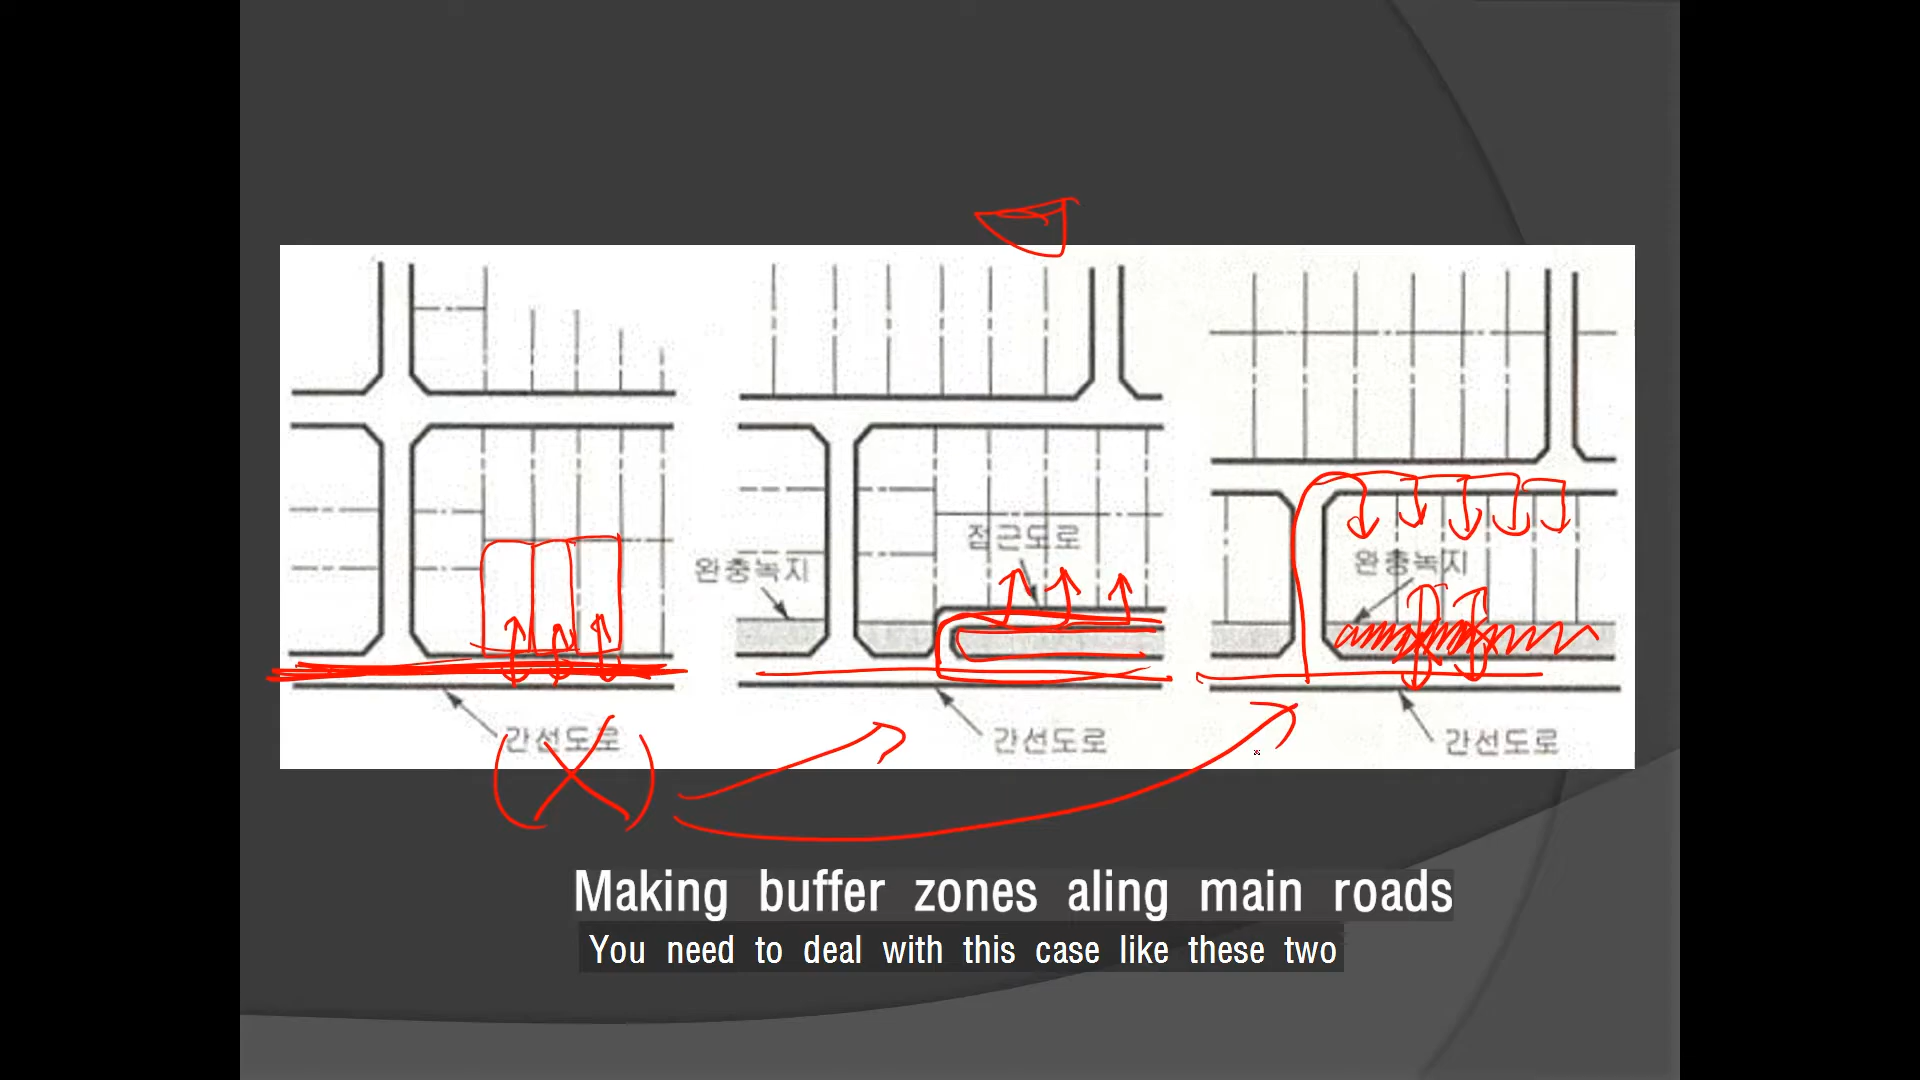 점근도로
완충녹지
완충녹지
간선도로
간선도로
간선도로
Making buffer zones aling main roads
You need to deal with this case like these two